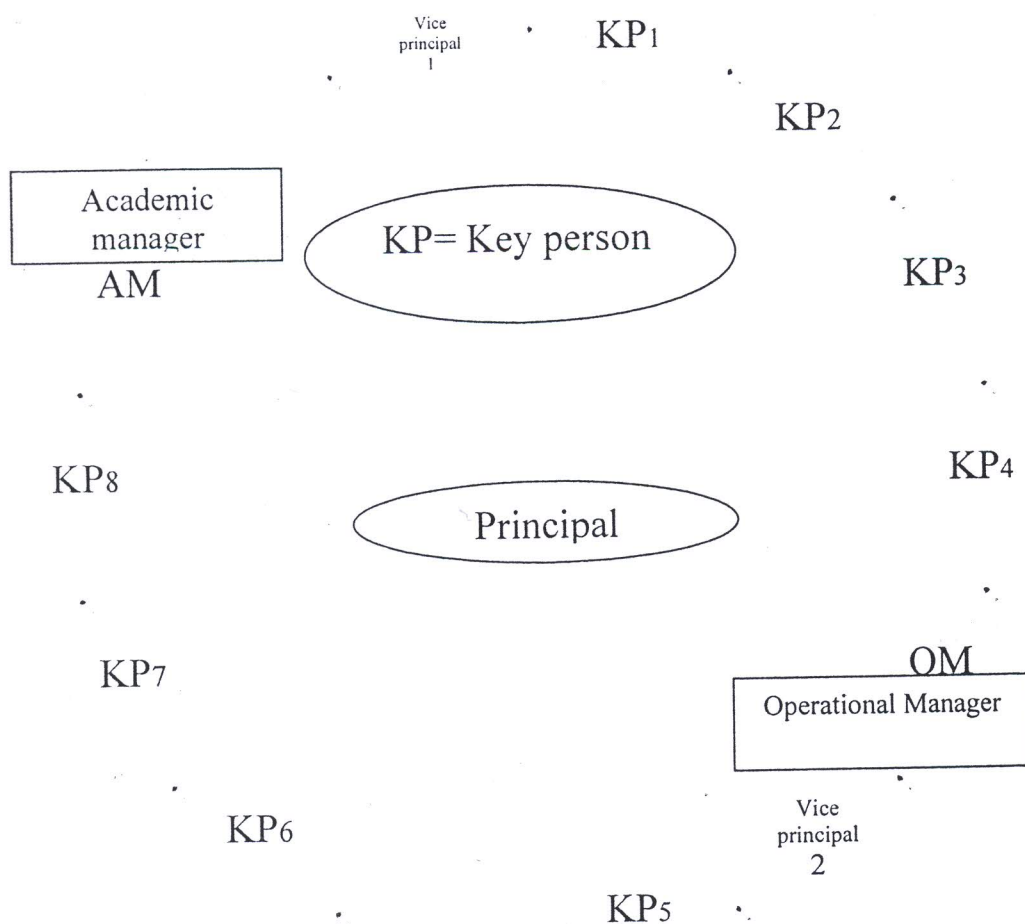 Vice
principal
1
KP1
KP2
Academic
manager
AM
KP= Key person
KP3
KP8
KP4
Principal
KP7
OM
Operational Manager
KP6
Vice
principal
2
KP5